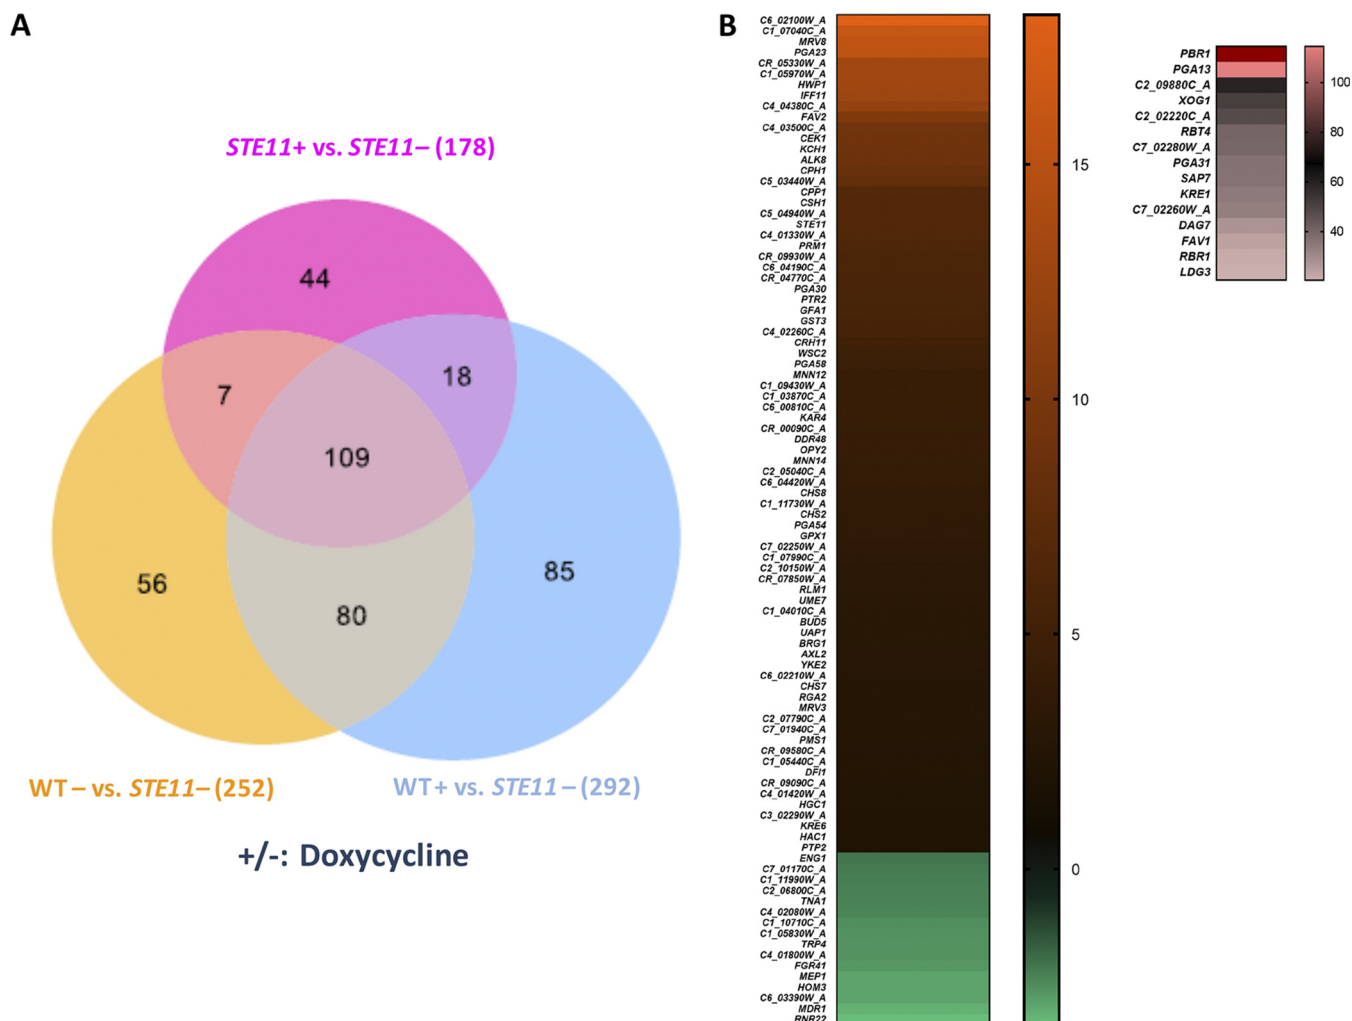 A
STE11+ vs. STE11– (178)
44
7
18
109
56
80
85
WT – vs. STE11– (252)
WT+ vs. STE11 – (292)
+/-: Doxycycline
B
C6_02100W_A
C1_07040C_A
MRV8
PGA23
CR_05330W_A
C1_05970W_A
HWP1
IFF11
C4_04380C_A
FAV2
C4_03500C_A
CEK1
KCH1
ALK8
CPH1
C5_03440W_A
CPP1
CSH1
C5_04940W_A
STE11
C4_01330W_A
PRM1
CR_09930W_A
C6_04190C_A
CR_04770C_A
PGA30
PTR2
GFA1
GST3
C4_02260C_A
CRH11
WSC2
PGA58
MNN12
C1_09430W_A
C1_03870C_A
C6_00810C_A
KAR4
CR_00090C_A
DDR48
OPY2
MNN14
C2_05040C_A
C6_04420W_A
CHS8
C1_11730W_A
CHS2
PGA54
GPX1
C7_02250W_A
C1_07990C_A
C2_10150W_A
CR_07850W_A
RLM1
UME7
C1_04010C_A
BUD5
UAP1
BRG1
AXL2
YKE2
C6_02210W_A
CHS7
RGA2
MRV3
C2_07790C_A
C7_01940C_A
PMS1
CR_09580C_A
C1_05440C_A
DFI1
CR_09090C_A
C4_01420W_A
HGC1
C3_02290W_A
KRE6
HAC1
PTP2
ENG1
C7_01170C_A
C1_11990W_A
C2_06800C_A
TNA1
C4_02080W_A
C1_10710C_A
C1_05830W_A
TRP4
C4_01800W_A
FGR41
MEP1
HOM3
C6_03390W_A
MDR1
RNR22
15
10
5
0
PBR1
PGA13
C2_09880C_A
XOG1
C2_02220C_A
RBT4
C7_02280W_A
PGA31
SAP7
KRE1
C7_02260W_A
DAG7
FAV1
RBR1
LDG3
100
80
60
40